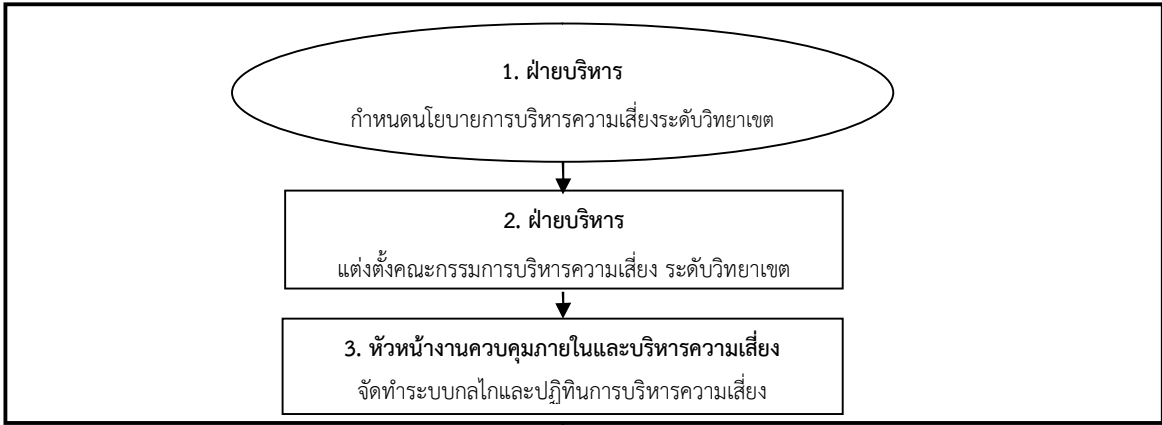 1. ฝ่ายบริหาร
กำหนดนโยบายการบริหารความเสี่ยงระดับวิทยาเขต
2. ฝ่ายบริหาร
แต่งตั้งคณะกรรมการบริหารความเสี่ยง ระดับวิทยาเขต
3. หัวหน้างานควบคุมภายในและบริหารความเสี่ยง
จัดทำระบบกลไกและปฏิทินการบริหารความเสี่ยง